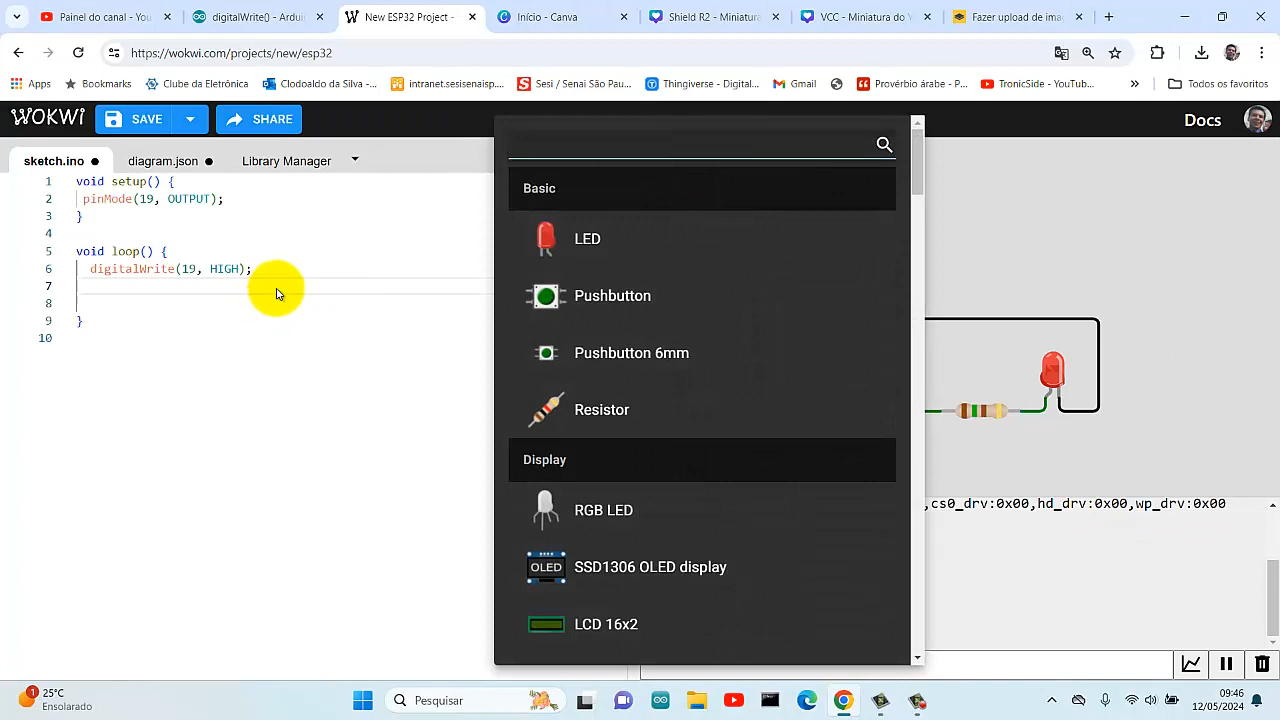 Painel do canal - You
digitalWrite() - Ardui
New ESP32 Project -
Início - Canva
Shield R2 - Miniatur
VCC - Miniatura do Y
Fazer upload de ma
https://wokwi.com/projects/new/esp32
Apps
Bookmarks
Clube da Eletrônica
Clodoaldo da Silva -...
intranet.sesisenaisp...
Sesi / Senai São Pau...
Thingiverse - Digital...
Gmail
Provérbio árabe - P...
TronicSide - YouTub...
Todos os favoritos
WOKWI
SAVE
SHARE
Docs
sketch.ino
diagram.json
Library Manager
1 void setup() {
2 pinMode(19, OUTPUT);
3 }
4
5 void loop() {
6 digitalWrite(19, HIGH);
7
8
9 }
10
Basic
LED
Pushbutton
Pushbutton 6mm
Resistor
Display
RGB LED
OLED
SSD1306 OLED display
LCD 16x2
,cs0_drv:0x00,hd_drv:0x00,wp_drv:0x00
1
25°C
Ensolarado
Pesquisar
09:46
12/05/2024